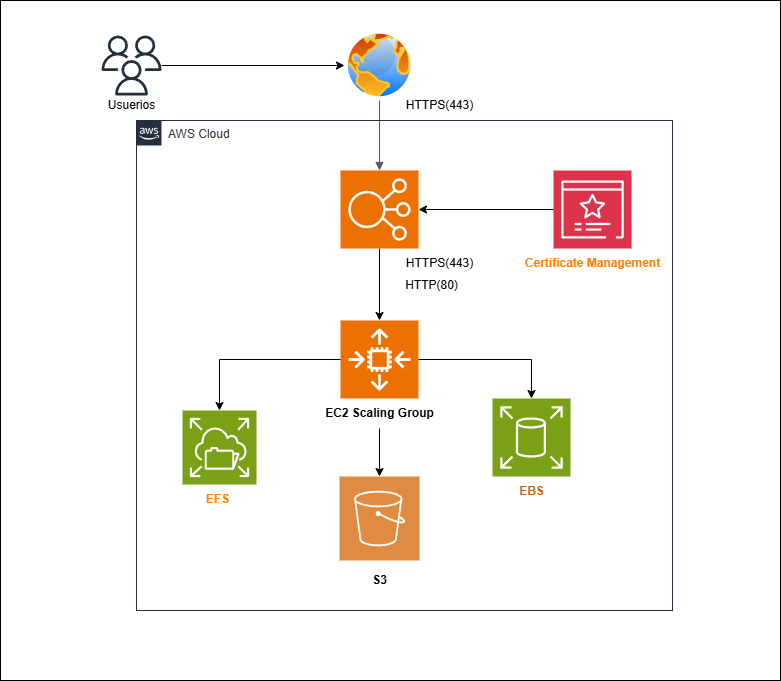 Usuerios
HTTPS(443)
aws
AWS Cloud
HTTPS(443)
HTTP(80)
Certificate Management
EC2 Scaling Group
EFS
EBS
S3